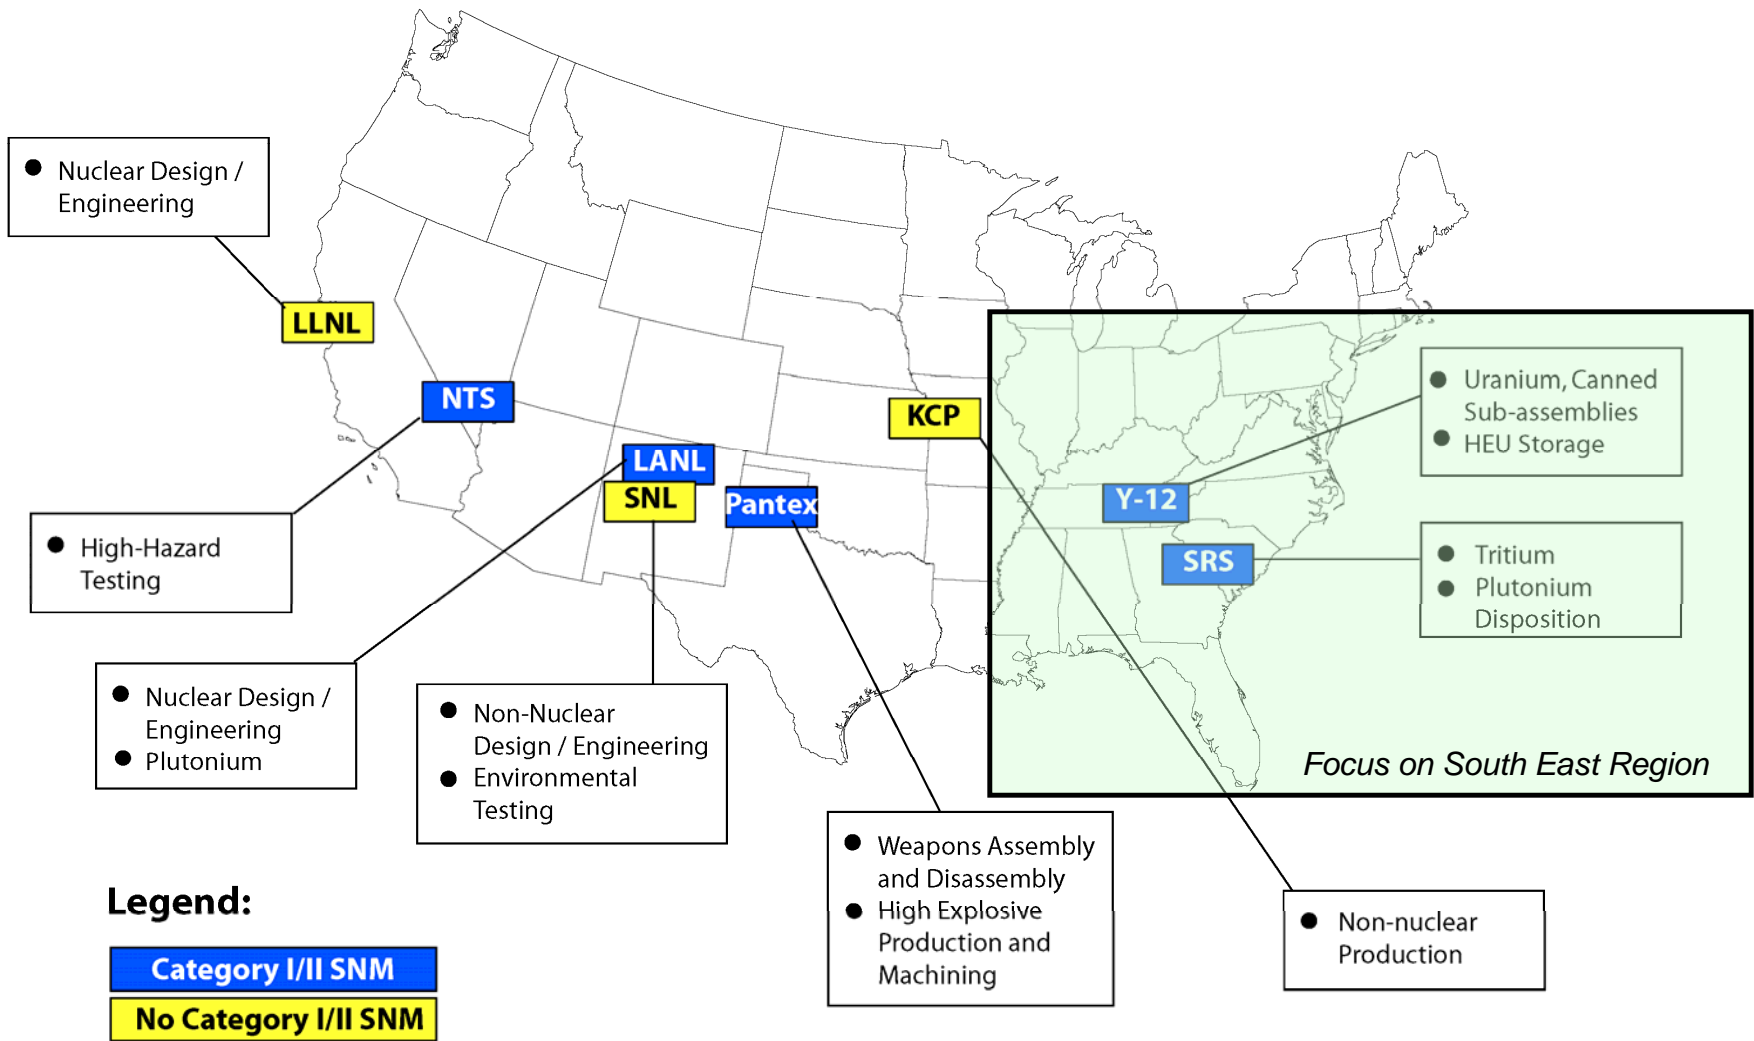 ● Nuclear Design /
Engineering
LLNL
NTS
KCP
LANL
SNL
Pantex
Y-12
SRS
● Uranium, Canned
Sub-assemblies
● HEU Storage
● Tritium
● Plutonium
Disposition
● High-Hazard
Testing
● Nuclear Design /
Engineering
● Plutonium
● Non-Nuclear
Design / Engineering
● Environmental
Testing
Focus on South East Region
● Weapons Assembly
and Disassembly
● High Explosive
Production and
Machining
● Non-nuclear
Production
Legend:
Category I/II SNM
No Category I/II SNM